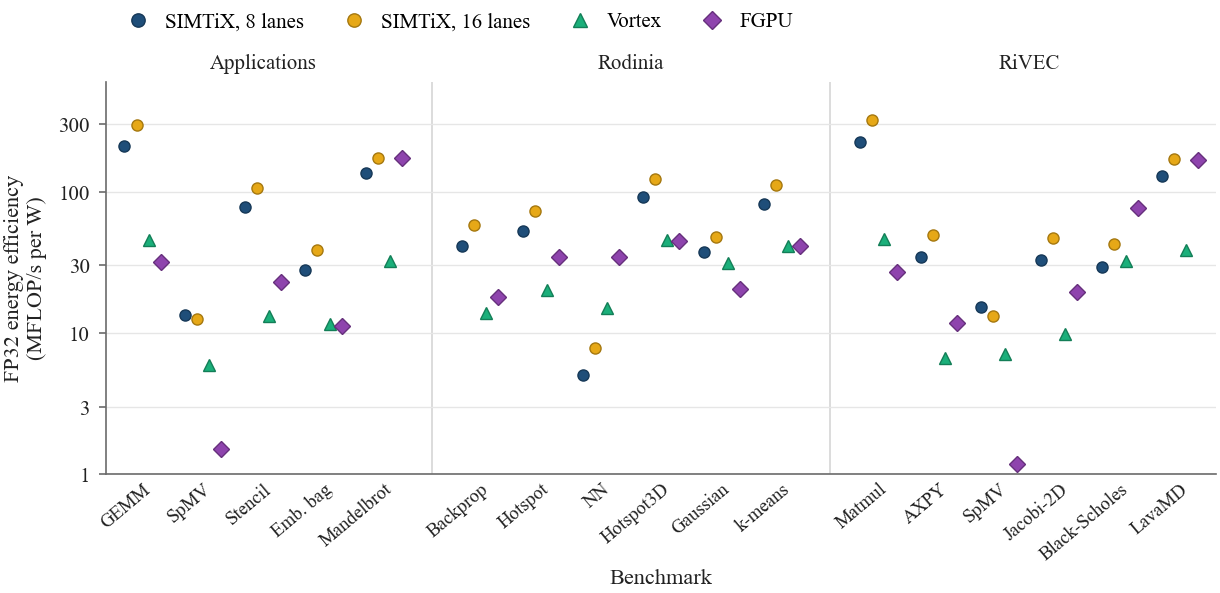 SIMTiX, 8 lanes SIMTiX, 16 lanes Vortex FGPU
Applications Rodinia RiVEC
FP32 energy efficiency
(MFLOP/s per W)
300
100
30
10
3
1
GEMM SpMV Stencil Emb. bag Mandelbrot Backprop Hotspot NN Hotspot3D Gaussian k-means Matmul AXPY SpMV Jacobi-2D Black-Scholes LavaMD
Benchmark